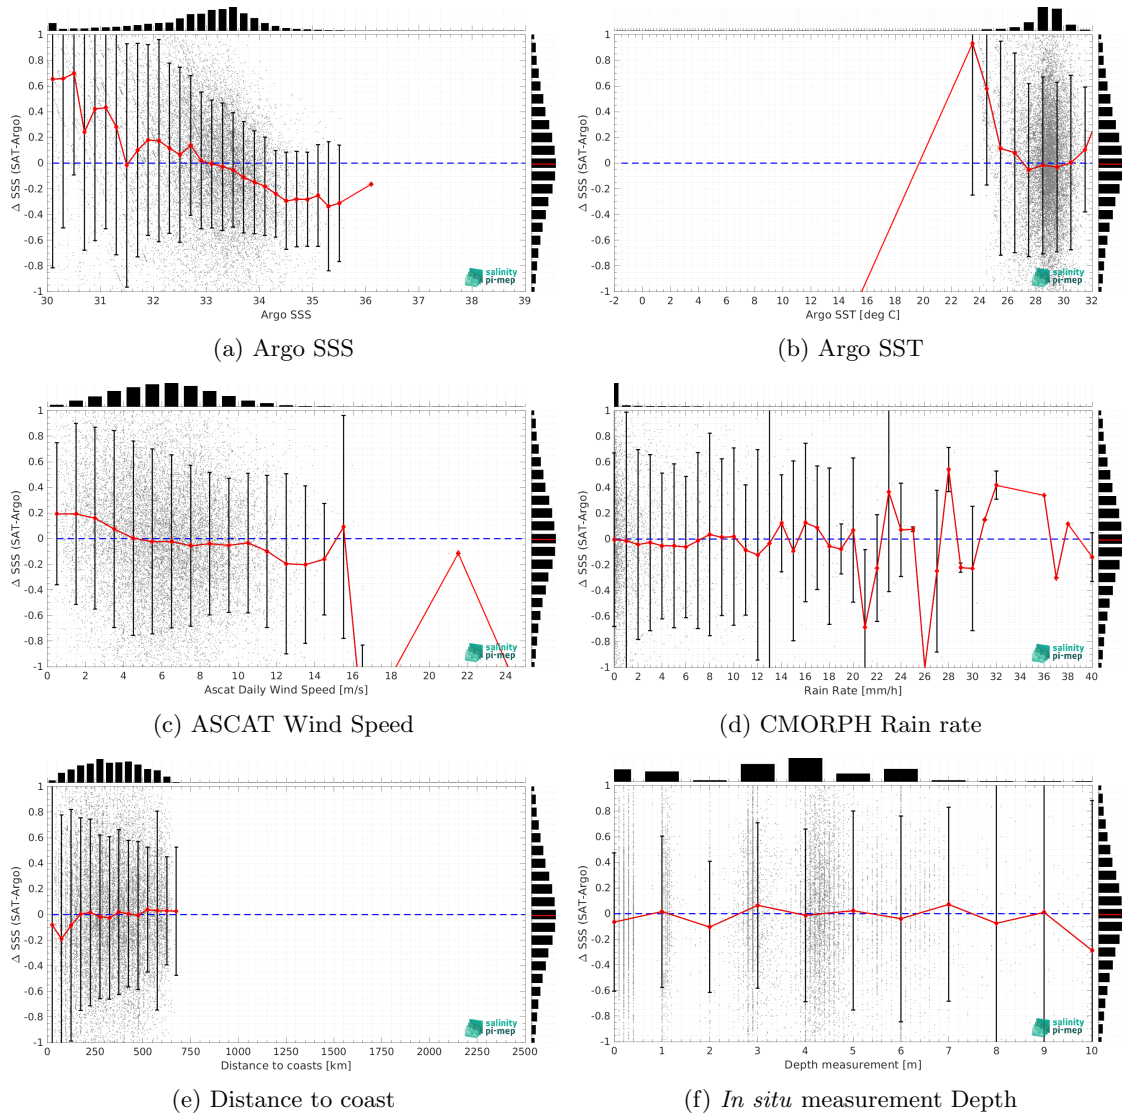 1
0.8
0.6
0.4
0.2
0
-0.2
-0.4
-0.6
-0.8
-1
Δ SSS (SAT-Argo)
salinity
pi-mep
30 31 32 33 34 35 36 37 38 39
Argo SSS
(a) Argo SSS
1
0.8
0.6
0.4
0.2
0
-0.2
-0.4
-0.6
-0.8
-1
Δ SSS (SAT-Argo)
salinity
pi-mep
-2 0 2 4 6 8 10 12 14 16 18 20 22 24 26 28 30 32
Argo SST [deg C]
(b) Argo SST
1
0.8
0.6
0.4
0.2
0
-0.2
-0.4
-0.6
-0.8
-1
Δ SSS (SAT-Argo)
salinity
pi-mep
0 2 4 6 8 10 12 14 16 18 20 22 24
Ascat Daily Wind Speed [m/s]
(c) ASCAT Wind Speed
1
0.8
0.6
0.4
0.2
0
-0.2
-0.4
-0.6
-0.8
-1
Δ SSS (SAT-Argo)
salinity
pi-mep
0 2 4 6 8 10 12 14 16 18 20 22 24 26 28 30 32 34 36 38 40
Rain Rate [mm/h]
(d) CMORPH Rain rate
1
0.8
0.6
0.4
0.2
0
-0.2
-0.4
-0.6
-0.8
-1
Δ SSS (SAT-Argo)
salinity
pi-mep
0 250 500 750 1000 1250 1500 1750 2000 2250 2500
Distance to coasts [km]
(e) Distance to coast
1
0.8
0.6
0.4
0.2
0
-0.2
-0.4
-0.6
-0.8
-1
Δ SSS (SAT-Argo)
salinity
pi-mep
0 1 2 3 4 5 6 7 8 9 10
Depth measurement [m]
(f) In situ measurement Depth